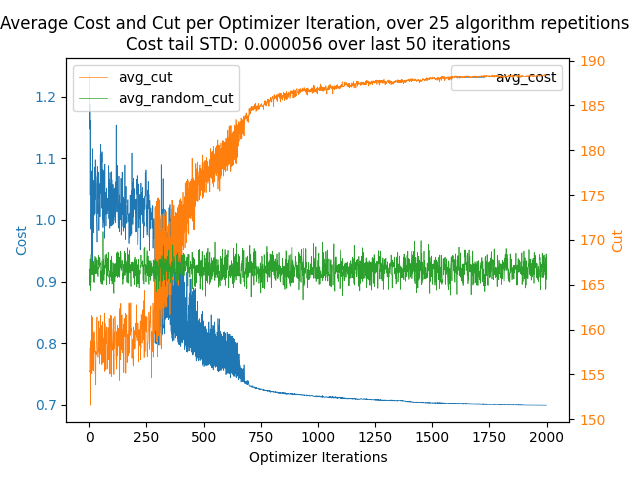 Average Cost and Cut per Optimizer Iteration, over 25 algorithm repetitions
Cost tail STD: 0.000056 over last 50 iterations
avg_cut
avg_random_cut
avg_cost
1.2
1.1
1.0
0.9
0.8
0.7
Cost
190
185
180
175
170
165
160
155
150
Cut
0 250 500 750 1000 1250 1500 1750 2000
Optimizer Iterations